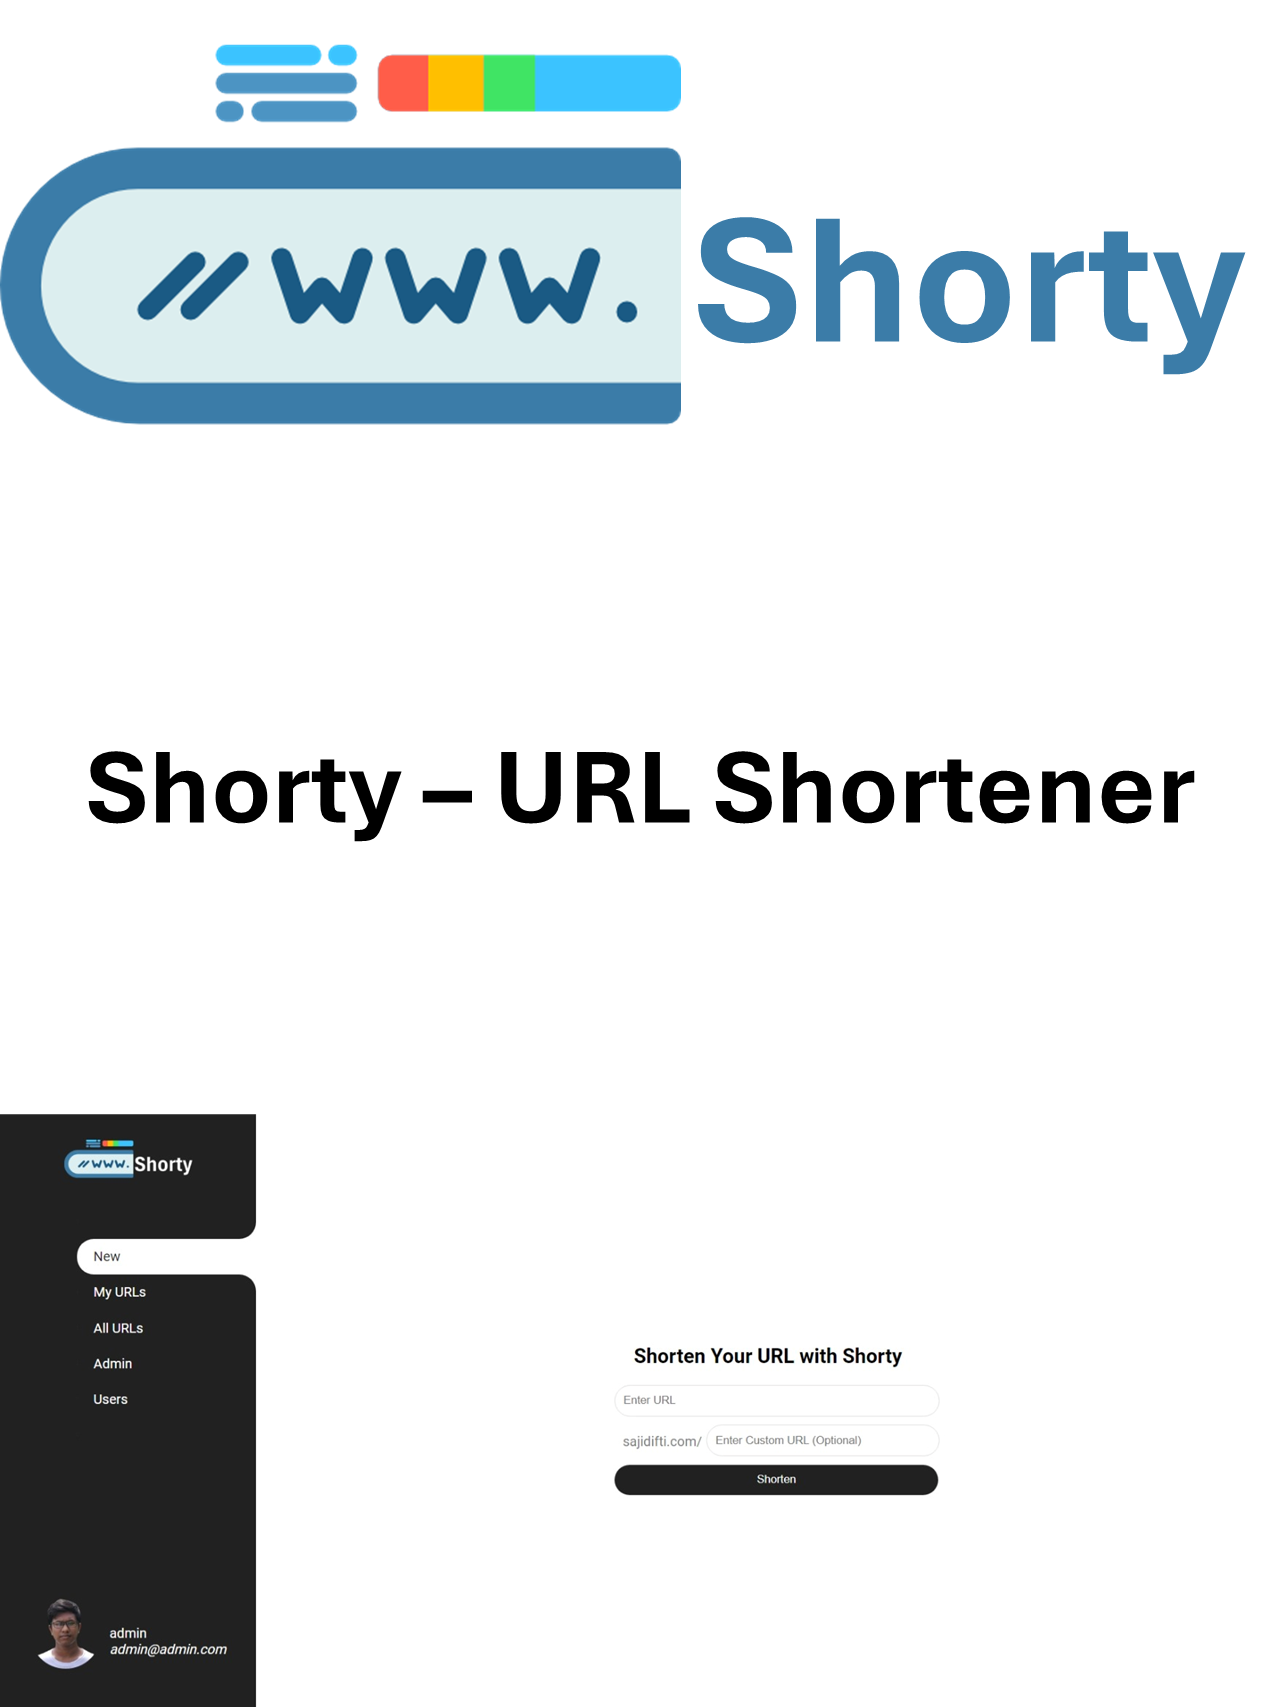 //www.
Shorty
Shorty – URL Shortener
//www.
Shorty
New
My URLs
All URLs
Admin
Users
Shorten Your URL with Shorty
Enter URL
sajidifti.com/ Enter Custom URL (Optional)
Shorten
admin
admin@admin.com